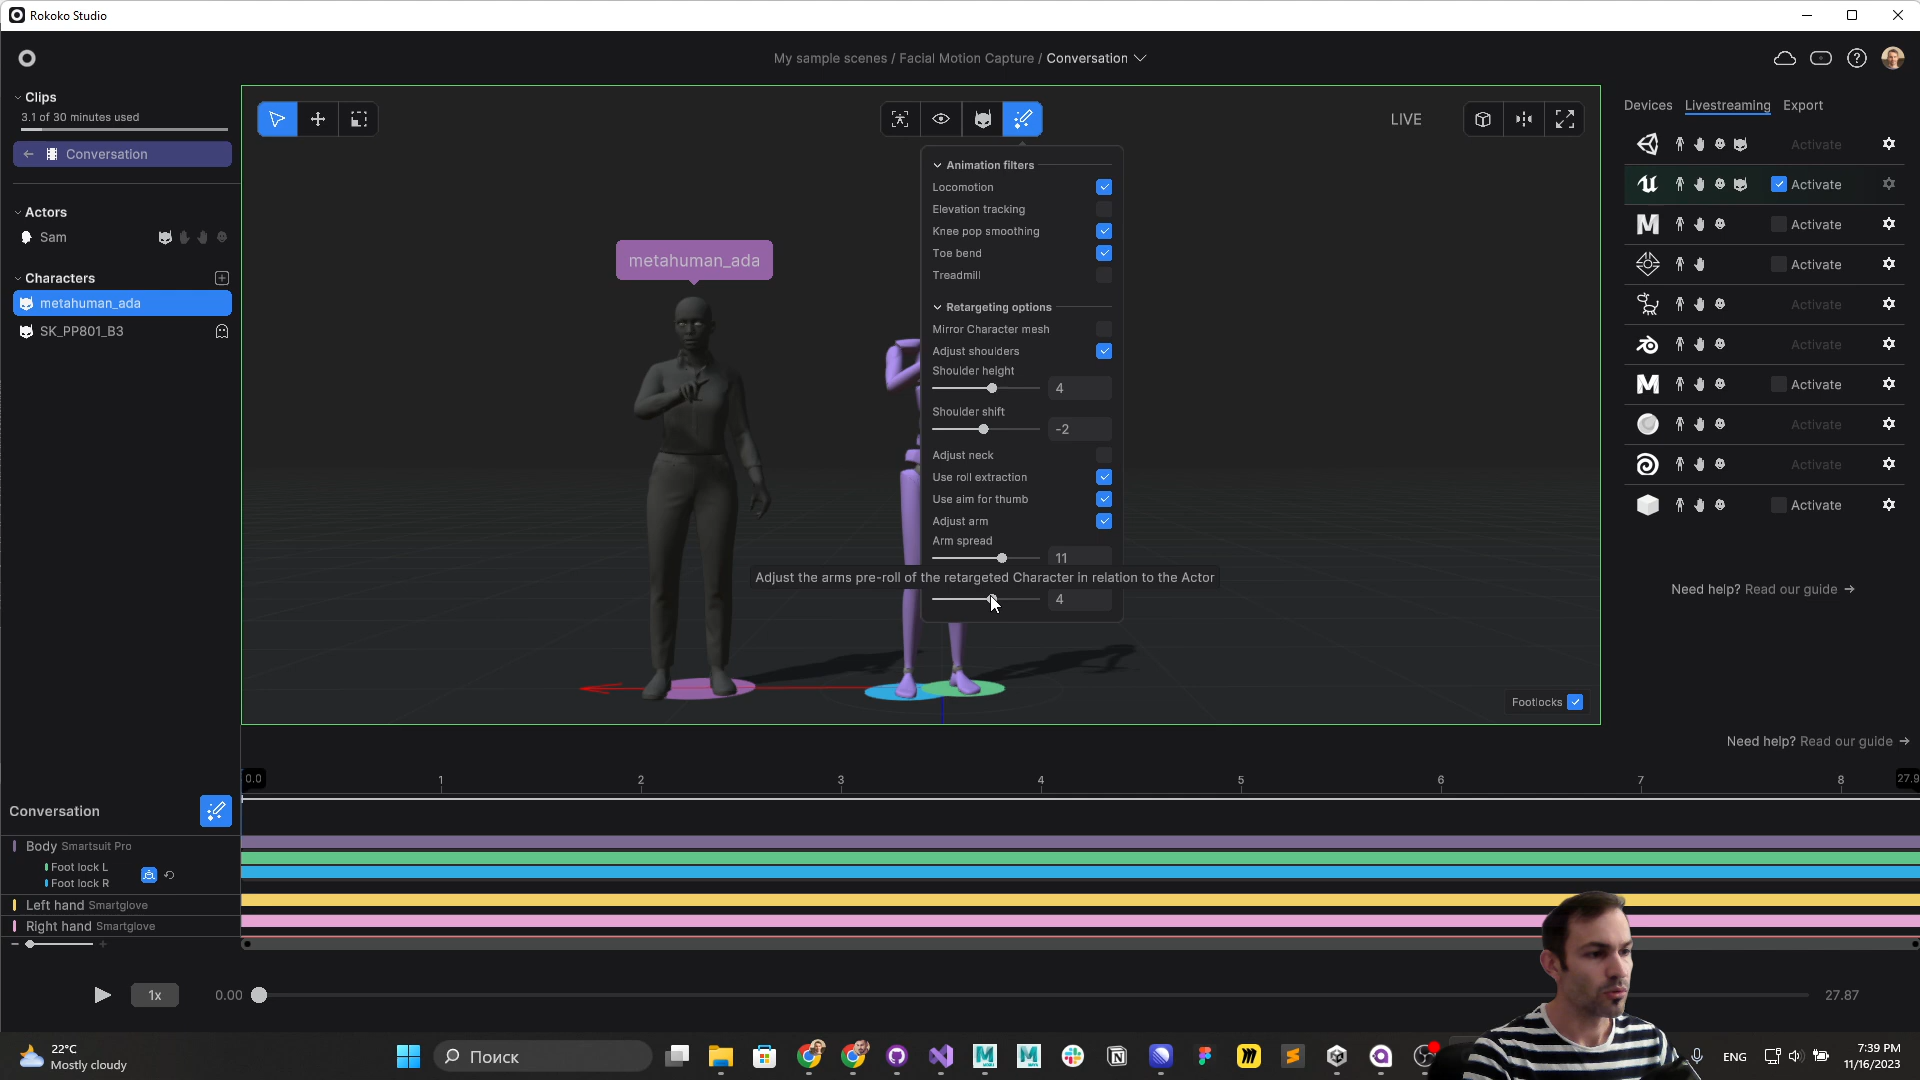 Rokoko Studio
My sample scenes / Facial Motion Capture / Conversation
Clips
3.1 of 30 minutes used
Conversation
Actors
Sam
Characters
metahuman_ada
SK_PP801_B3
metahuman_ada
LIVE
Animation filters
Locomotion
Elevation tracking
Knee pop smoothing
Toe bend
Treadmill
Retargeting options
Mirror Character mesh
Adjust shoulders
Shoulder height
4
Shoulder shift
-2
Adjust neck
Use roll extraction
Use aim for thumb
Adjust arm
Arm spread
11
Adjust the arms pre-roll of the retargeted Character in relation to the Actor
4
Footlocks
Devices Livestreaming Export
Activate
Activate
Activate
Activate
Activate
Activate
Activate
Activate
Activate
Activate
Need help? Read our guide →
Need help? Read our guide →
0.0 1 2 3 4 5 6 7 8 27.9
Conversation
Body Smartsuit Pro
Foot lock L
Foot lock R
Left hand Smartglove
Right hand Smartglove
1x 0.00 27.87
22°C
Mostly cloudy
Поиск
ENG
7:39 PM
11/16/2023